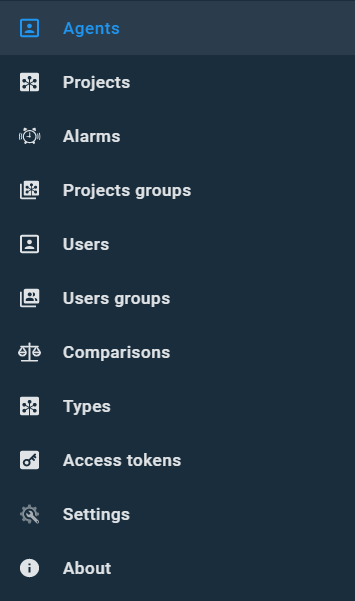 Agents
Projects
Alarms
Projects groups
Users
Users groups
Comparisons
Types
Access tokens
Settings
About